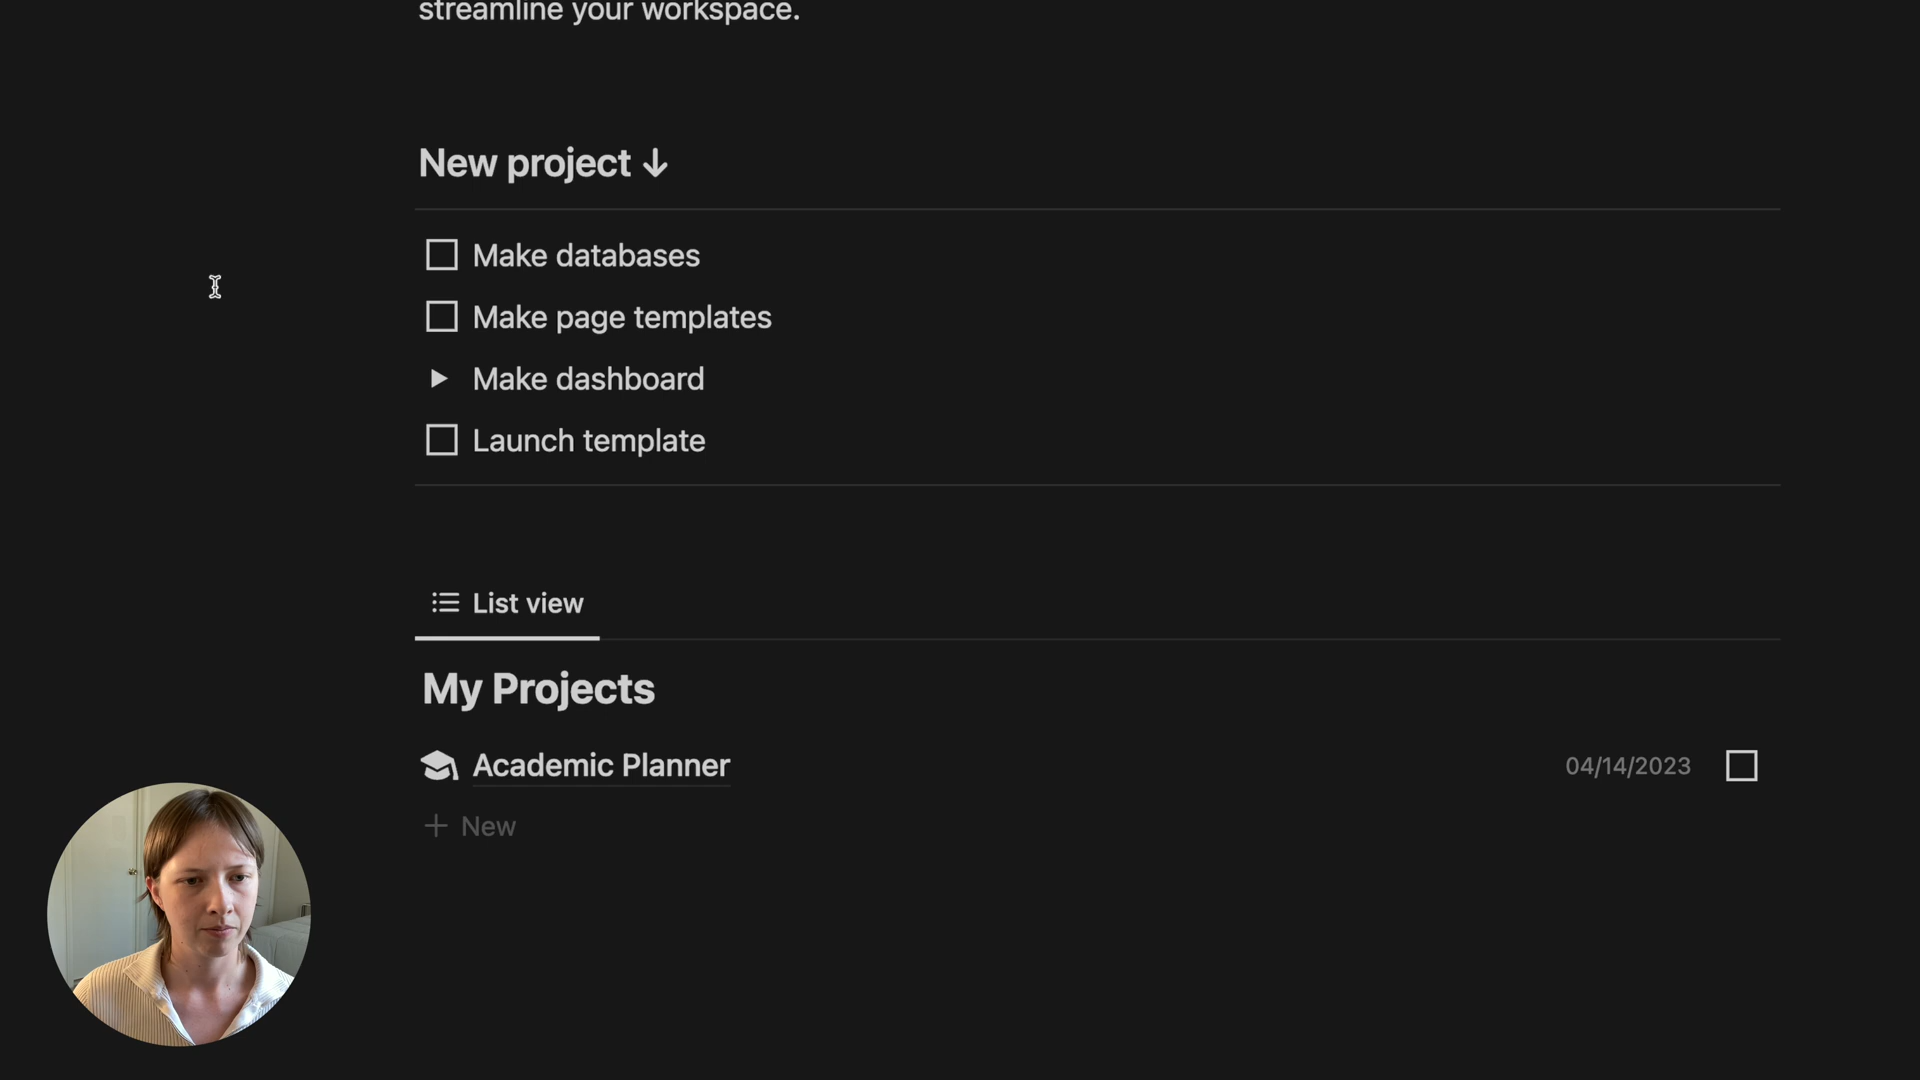 streamline your workspace.
New project ↓
Make databases
Make page templates
Make dashboard
Launch template
List view
My Projects
Academic Planner 04/14/2023
+ New